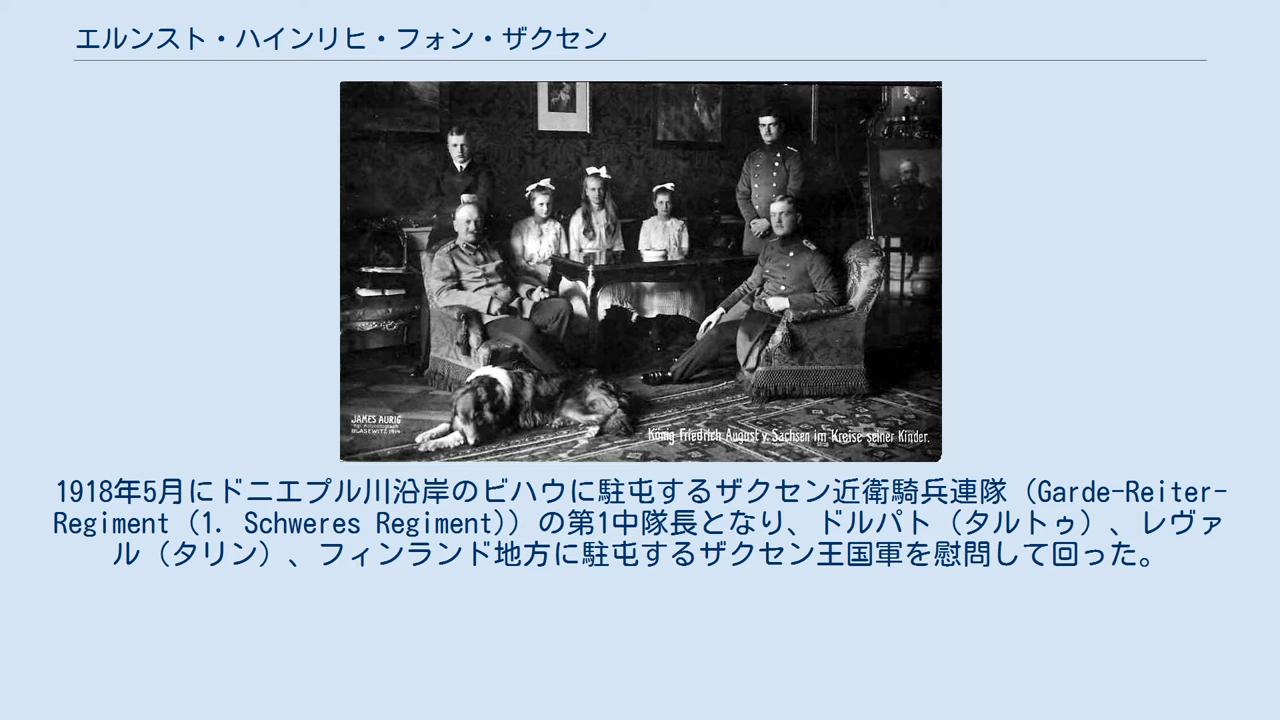 エルンスト・ハインリヒ・フォン・ザクセン
JAMES AURIG
BLASEWITZ 1914
König Friedrich August v. Sachsen im Kreise seiner Kinder.
1918年5月にドニエプル川沿岸のビハウに駐屯するザクセン近衛騎兵連隊（Garde-Reiter-
Regiment（1. Schweres Regiment)）の第1中隊長となり、ドルパト（タルトゥ）、レヴァ
ル（タリン）、フィンランド地方に駐屯するザクセン王国軍を慰問して回った。